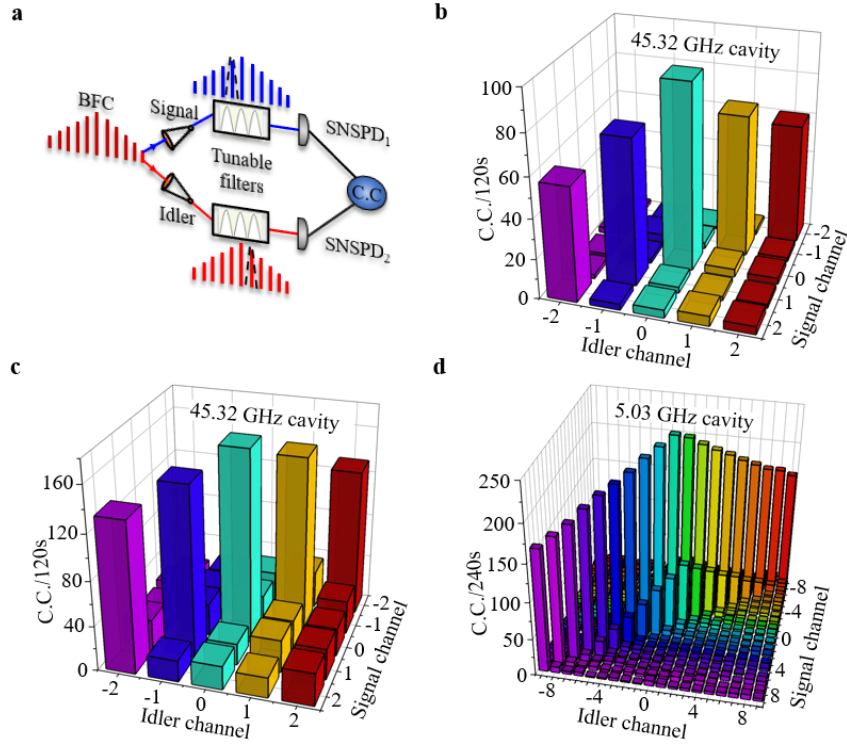 a
BFC
Signal
Idler
Tunable
filters
SNSPD1
C.C
SNSPD2
b
45.32 GHz cavity
C.C./120s
100
80
60
40
20
0
-2
-1
0
1
2
Idler channel
-2
-1
0
1
2
Signal channel
c
45.32 GHz cavity
C.C./120s
160
120
80
40
0
-2
-1
0
1
2
Idler channel
-2
-1
0
1
2
Signal channel
d
5.03 GHz cavity
C.C./240s
250
200
150
100
50
0
-8
-4
0
4
8
Idler channel
-8
-4
0
4
8
Signal channel